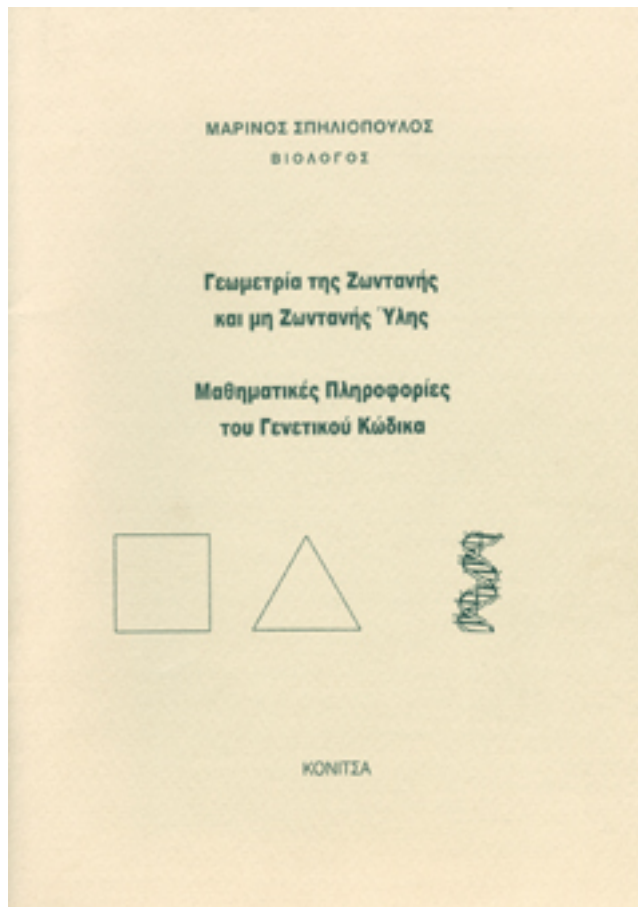 ΜΑΡΙΝΟΣ ΣΠΗΛΙΟΠΟΥΛΟΣ
ΒΙΟΛΟΓΟΣ
Γεωμετρία της Ζωντανής
και μη Ζωντανής Ύλης
Μαθηματικές Πληροφορίες
του Γενετικού Κώδικα
ΚΟΝΙΤΣΑ